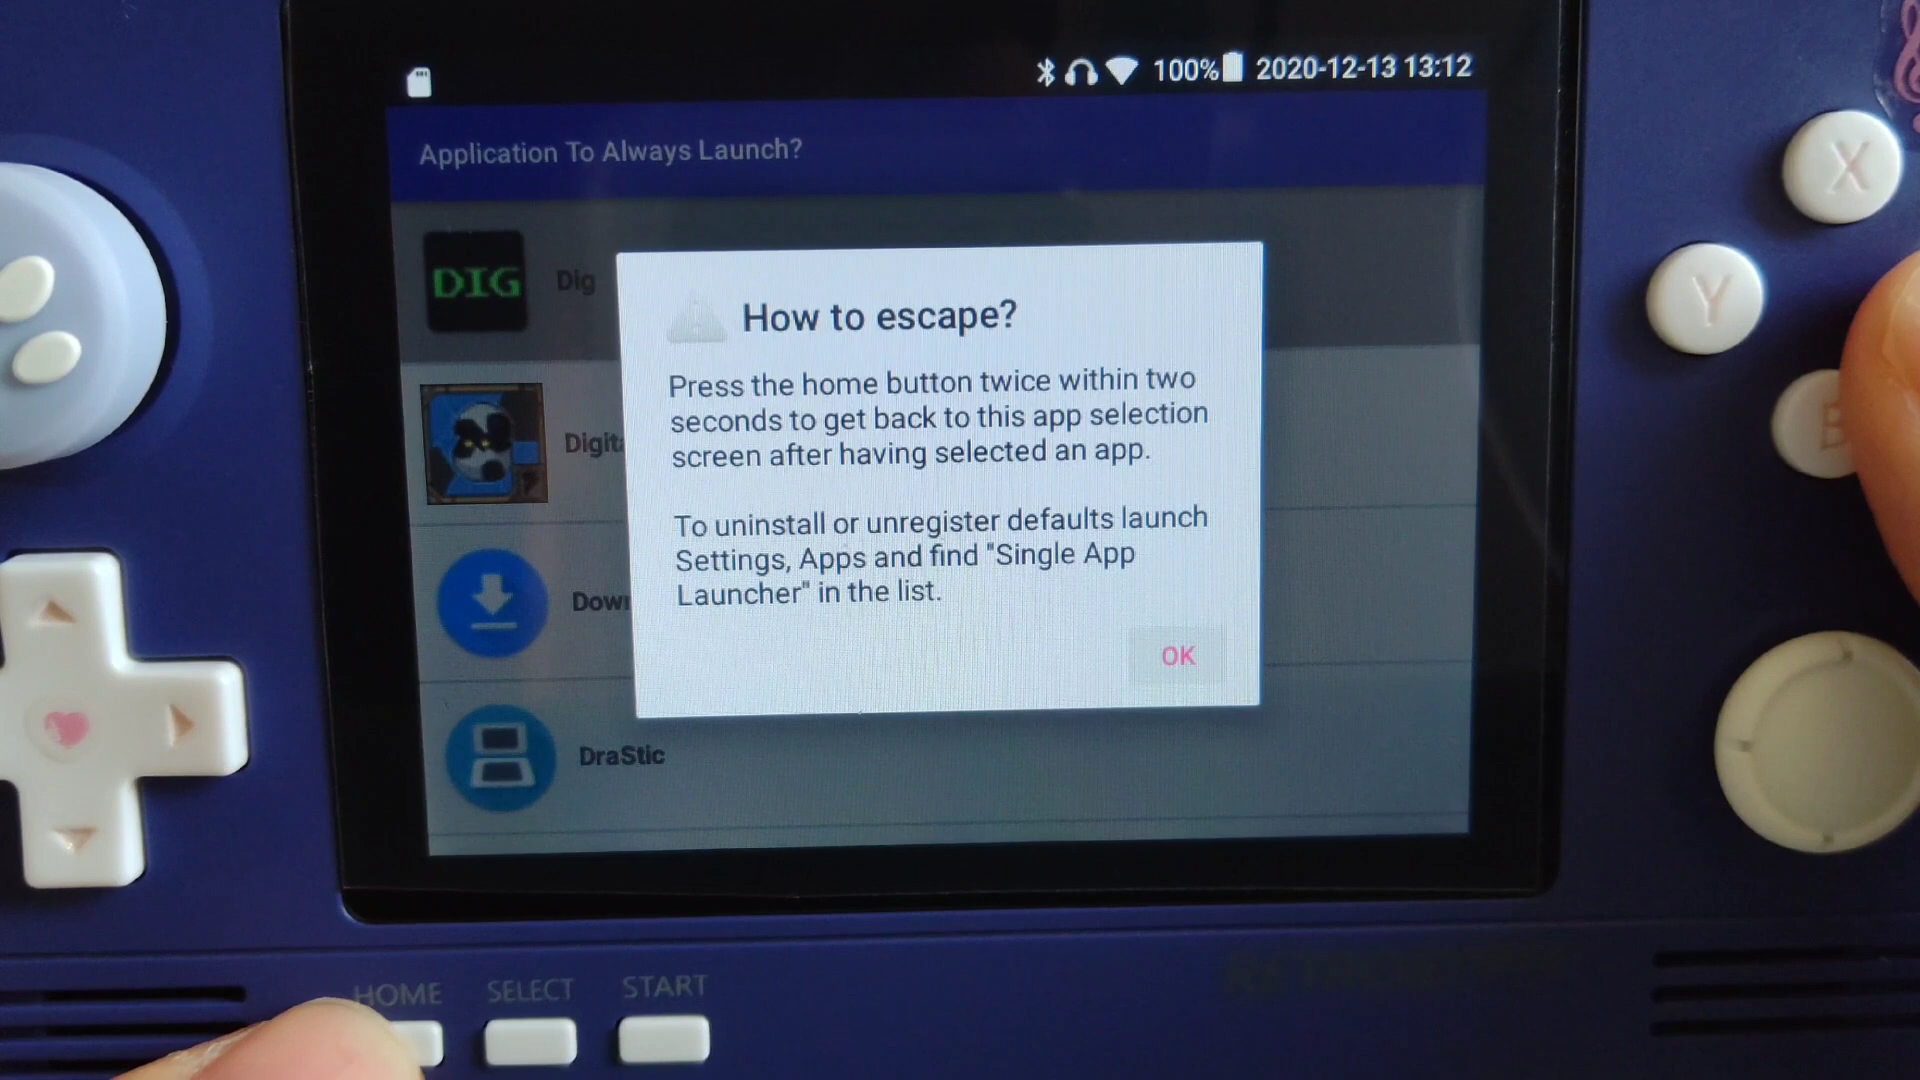 100% 2020-12-13 13:12
Application To Always Launch?
DIG Dig
How to escape?
Press the home button twice within two
seconds to get back to this app selection
screen after having selected an app.
To uninstall or unregister defaults launch
Settings, Apps and find "Single App
Launcher" in the list.
OK
DraStic
X
Y
HOME SELECT START